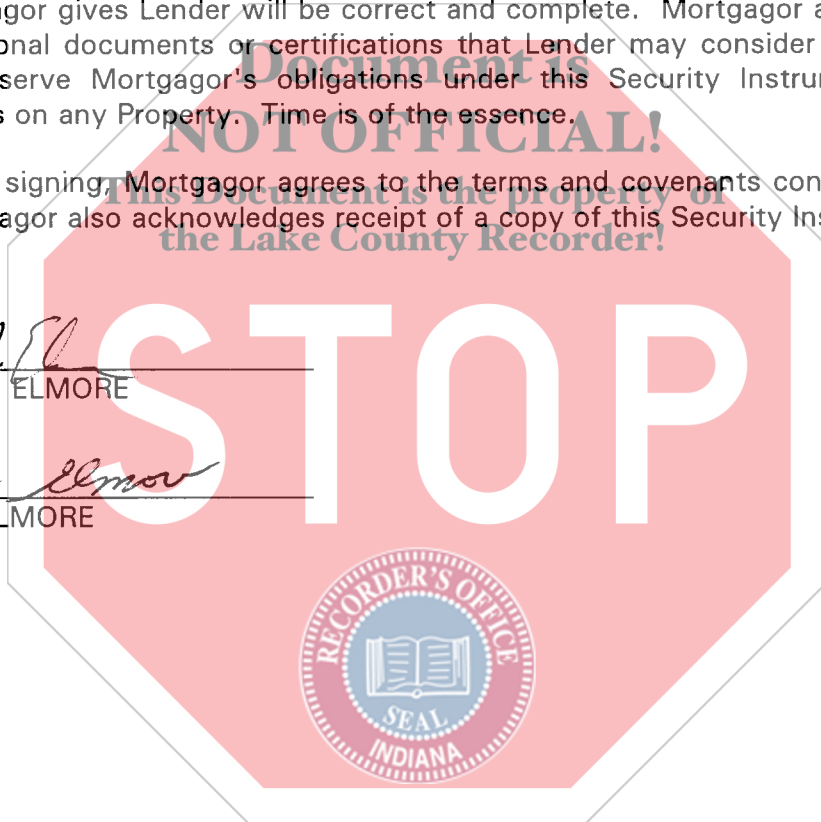 gor gives Lender will be correct and complete. Mortgagor a
onal documents or certifications that Lender may consider
serve Mortgagor's obligations under this Security Instru
s on any Property. Time is of the essence.
signing, Mortgagor agrees to the terms and covenants con
agor also acknowledges receipt of a copy of this Security Ins
Document is
NOT OFFICIAL!
This Document is the property of
the Lake County Recorder!
STOP
ELMORE
Elmore
LMORE
RECORDER'S OFFICE
SEAL
INDIANA